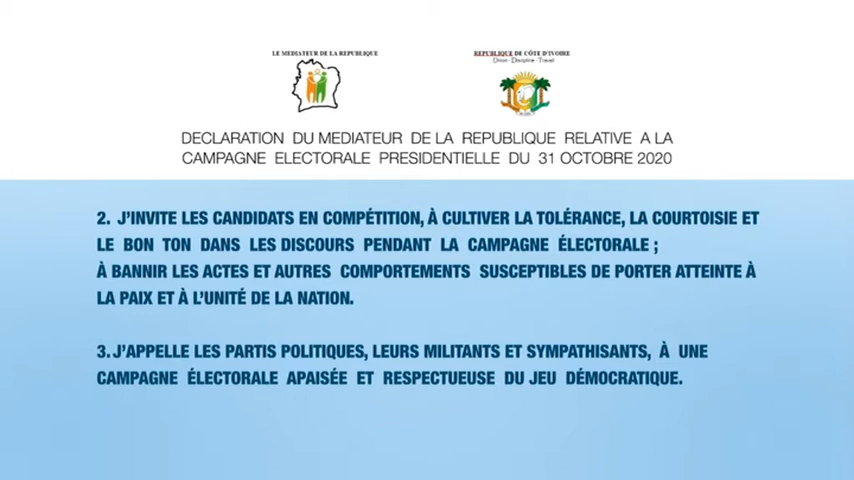 LE MEDIATEUR DE LA REPUBLIQUE
REPUBLIQUE DE CÔTE D'IVOIRE
Union - Discipline - Travail
DECLARATION DU MEDIATEUR DE LA REPUBLIQUE RELATIVE A LA
CAMPAGNE ELECTORALE PRESIDENTIELLE DU 31 OCTOBRE 2020
2. J'INVITE LES CANDIDATS EN COMPÉTITION, À CULTIVER LA TOLÉRANCE, LA COURTOISIE ET
LE BON TON DANS LES DISCOURS PENDANT LA CAMPAGNE ÉLECTORALE ;
À BANNIR LES ACTES ET AUTRES COMPORTEMENTS SUSCEPTIBLES DE PORTER ATTEINTE À
LA PAIX ET À L'UNITÉ DE LA NATION.
3. J'APPELLE LES PARTIS POLITIQUES, LEURS MILITANTS ET SYMPATHISANTS, À UNE
CAMPAGNE ÉLECTORALE APAISÉE ET RESPECTUEUSE DU JEU DÉMOCRATIQUE.